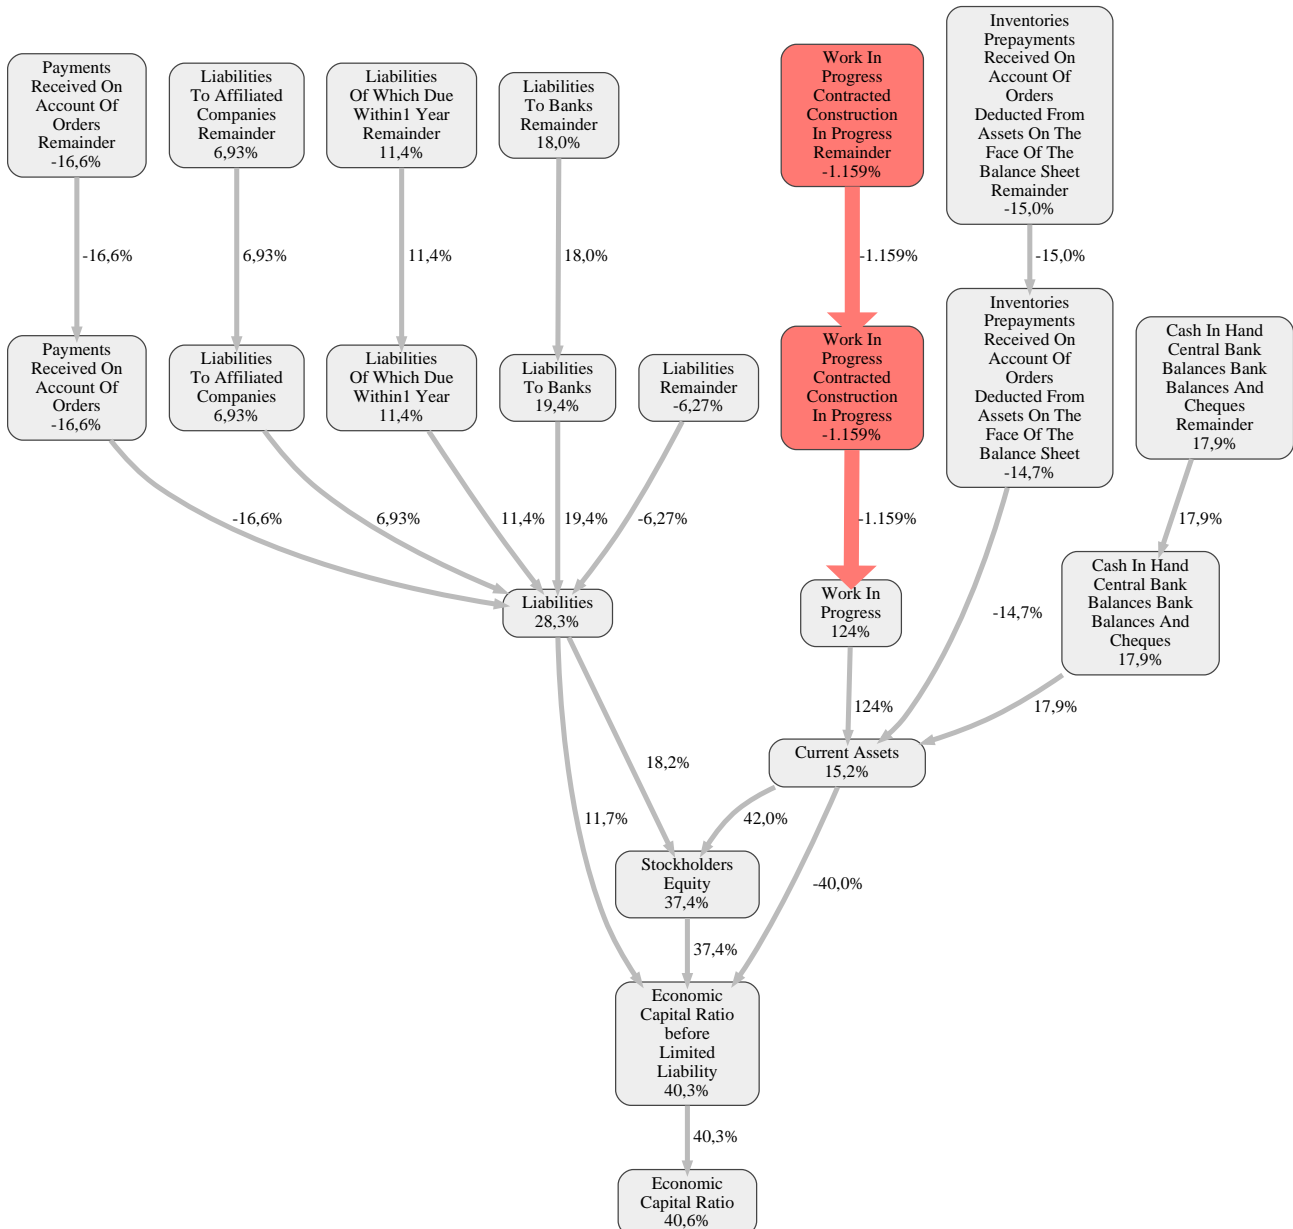 Payments
Received On
Account Of
Orders
Remainder
-16,6%
Liabilities
To Affiliated
Companies
Remainder
6,93%
Liabilities
Of Which Due
Within1 Year
Remainder
11,4%
Liabilities
To Banks
Remainder
18,0%
Work In
Progress
Contracted
Construction
In Progress
Remainder
-1.159%
Inventories
Prepayments
Received On
Account Of
Orders
Deducted From
Assets On The
Face Of The
Balance Sheet
Remainder
-15,0%
-16,6%
6,93%
11,4%
18,0%
-1.159%
-15,0%
Payments
Received On
Account Of
Orders
-16,6%
Liabilities
To Affiliated
Companies
6,93%
Liabilities
Of Which Due
Within1 Year
11,4%
Liabilities
To Banks
19,4%
Liabilities
Remainder
-6,27%
Work In
Progress
Contracted
Construction
In Progress
-1.159%
Inventories
Prepayments
Received On
Account Of
Orders
Deducted From
Assets On The
Face Of The
Balance Sheet
-14,7%
Cash In Hand
Central Bank
Balances Bank
Balances And
Cheques
Remainder
17,9%
-16,6%
6,93%
11,4%
19,4%
-6,27%
-1.159%
17,9%
Liabilities
28,3%
Work In
Progress
124%
-14,7%
Cash In Hand
Central Bank
Balances Bank
Balances And
Cheques
17,9%
124%
17,9%
Current Assets
15,2%
18,2%
11,7%
42,0%
-40,0%
Stockholders
Equity
37,4%
37,4%
Economic
Capital Ratio
before
Limited
Liability
40,3%
40,3%
Economic
Capital Ratio
40,6%